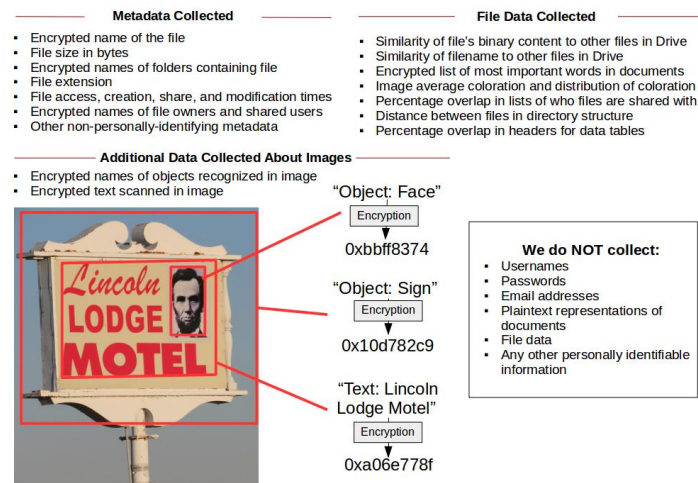 Metadata Collected
▪ Encrypted name of the file
▪ File size in bytes
▪ Encrypted names of folders containing file
▪ File extension
▪ File access, creation, share, and modification times
▪ Encrypted names of file owners and shared users
▪ Other non-personally-identifying metadata
File Data Collected
▪ Similarity of file's binary content to other files in Drive
▪ Similarity of filename to other files in Drive
▪ Encrypted list of most important words in documents
▪ Image average coloration and distribution of coloration
▪ Percentage overlap in lists of who files are shared with
▪ Distance between files in directory structure
▪ Percentage overlap in headers for data tables
Additional Data Collected About Images
▪ Encrypted names of objects recognized in image
▪ Encrypted text scanned in image
Lincoln
LODGE
MOTEL
“Object: Face”
Encryption
0xbbff8374
“Object: Sign”
Encryption
0x10d782c9
“Text: Lincoln
Lodge Motel”
Encryption
0xa06e778f
We do NOT collect:
▪ Usernames
▪ Passwords
▪ Email addresses
▪ Plaintext representations of
documents
▪ File data
▪ Any other personally identifiable
information